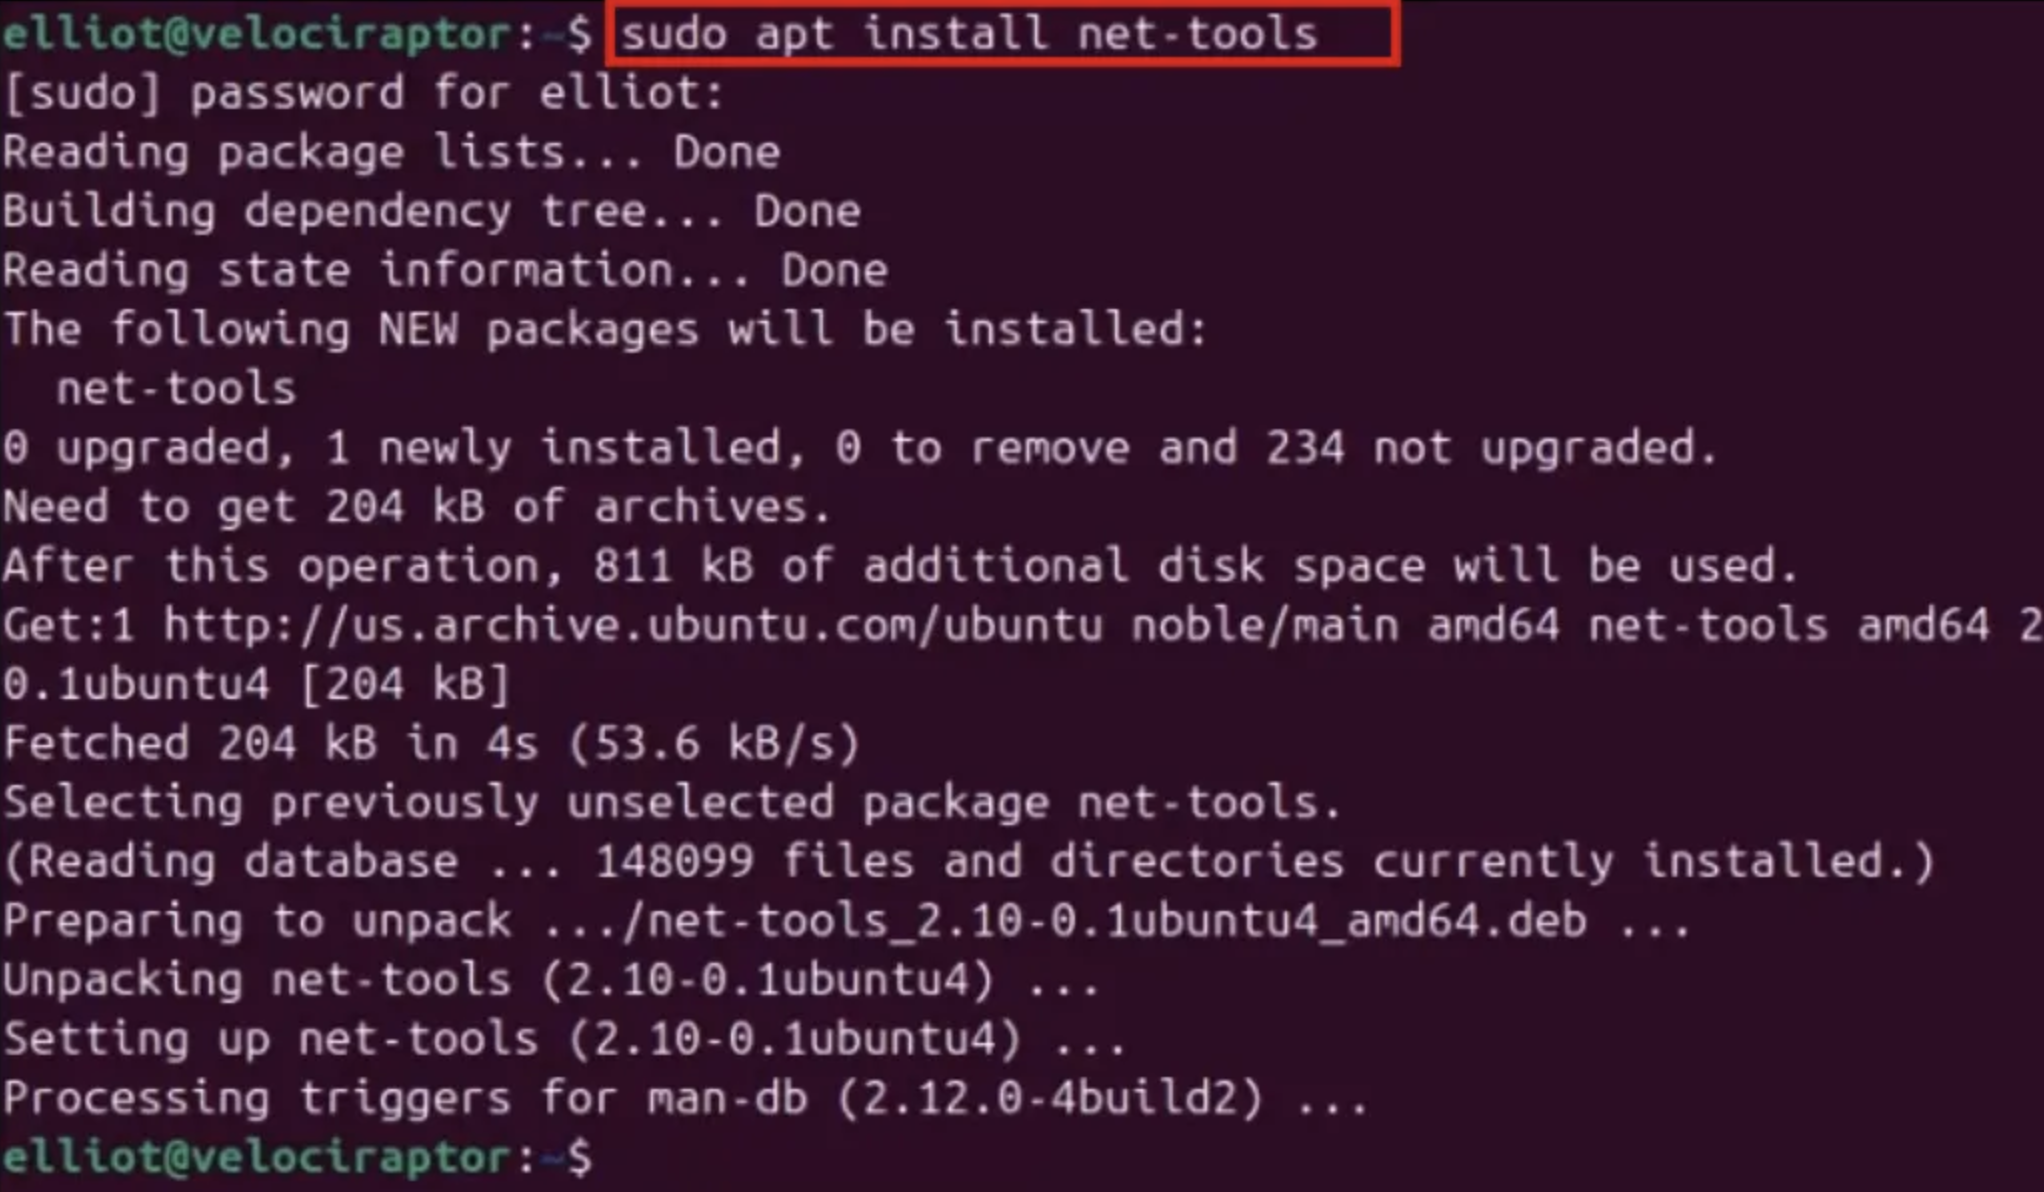 elliot@velociraptor:~$ sudo apt install net-tools
[sudo] password for elliot:
Reading package lists... Done
Building dependency tree... Done
Reading state information... Done
The following NEW packages will be installed:
  net-tools
0 upgraded, 1 newly installed, 0 to remove and 234 not upgraded.
Need to get 204 kB of archives.
After this operation, 811 kB of additional disk space will be used.
Get:1 http://us.archive.ubuntu.com/ubuntu noble/main amd64 net-tools amd64 2
0.1ubuntu4 [204 kB]
Fetched 204 kB in 4s (53.6 kB/s)
Selecting previously unselected package net-tools.
(Reading database ... 148099 files and directories currently installed.)
Preparing to unpack .../net-tools_2.10-0.1ubuntu4_amd64.deb ...
Unpacking net-tools (2.10-0.1ubuntu4) ...
Setting up net-tools (2.10-0.1ubuntu4) ...
Processing triggers for man-db (2.12.0-4build2) ...
elliot@velociraptor:~$